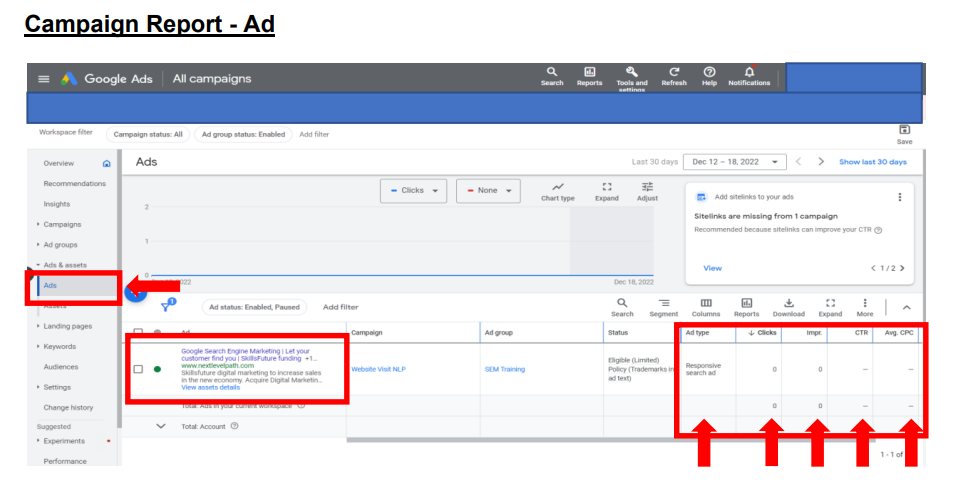 Campaign Report - Ad
Google Ads All campaigns
Search Reports Tools and settings Refresh Help Notifications
Workspace filter Campaign status: All Ad group status: Enabled Add filter
Save
Overview
Recommendations
Insights
Campaigns
Ad groups
Ads & assets
Ads
Assets
Landing pages
Keywords
Audiences
Settings
Change history
Suggested
Experiments
Performance
Ads
Last 30 days Dec 12 – 18, 2022 Show last 30 days
Clicks None
Chart type Expand Adjust
2
1
0
2022 Dec 18, 2022
Add sitelinks to your ads
Sitelinks are missing from 1 campaign
Recommended because sitelinks can improve your CTR
View
1 / 2
1
Ad status: Enabled, Paused Add filter
Search Segment Columns Reports Download Expand More
Ad Campaign Ad group Status Ad type Clicks Impr. CTR Avg. CPC
Google Search Engine Marketing | Let your
customer find you | SkillsFuture funding +1...
www.nextlevelpath.com
Skillsfuture digital marketing to increase sales
in the new economy. Acquire Digital Marketin...
View assets details
Website Visit NLP
SEM Training
Eligible (Limited)
Policy (Trademarks in
ad text)
Responsive
search ad
0 0 – –
Total: Ads in your current workspace
0 0 – –
Total: Account
1 - 1 of